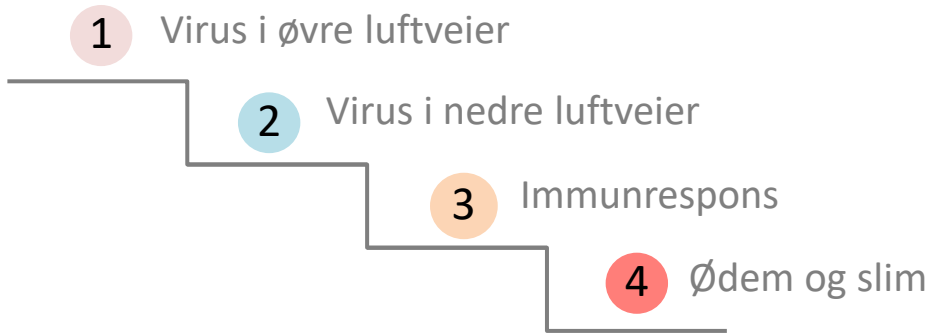 1 Virus i øvre luftveier
2 Virus i nedre luftveier
3 Immunrespons
4 Ødem og slim